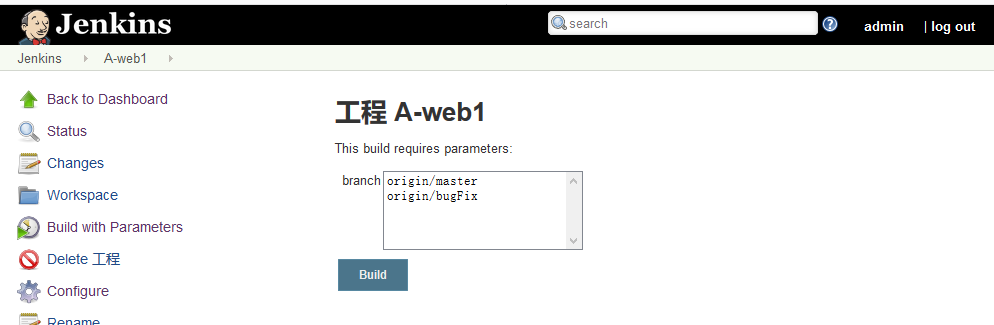 Jenkins
search
admin
| log out
Jenkins
A-web1
Back to Dashboard
Status
Changes
Workspace
Build with Parameters
Delete 工程
Configure
Rename
工程 A-web1
This build requires parameters:
branch
origin/master
origin/bugFix
Build